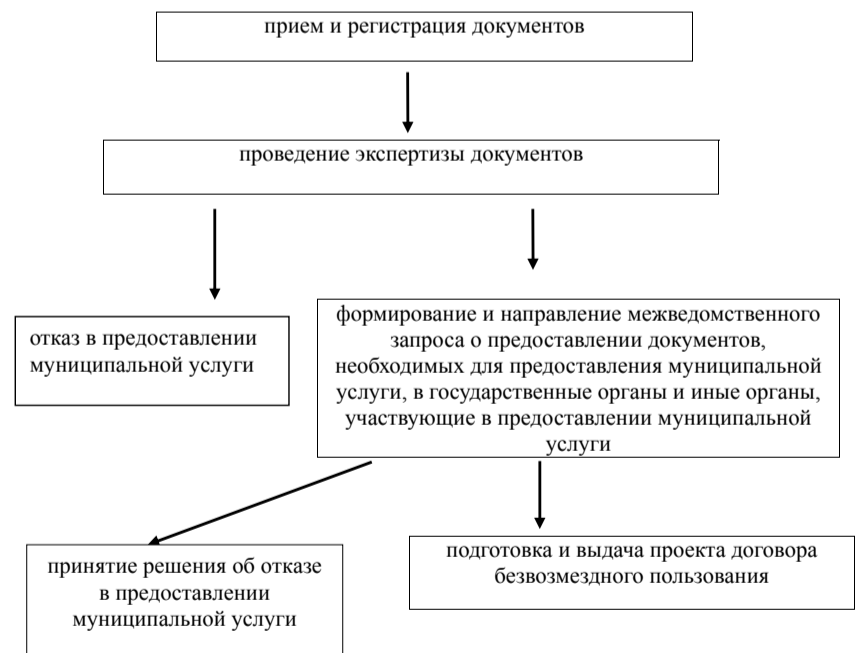 прием и регистрация документов
проведение экспертизы документов
отказ в предоставлении
муниципальной услуги
формирование и направление межведомственного
запроса о предоставлении документов,
необходимых для предоставления муниципальной
услуги, в государственные органы и иные органы,
участвующие в предоставлении муниципальной
услуги
принятие решения об отказе
в предоставлении
муниципальной услуги
подготовка и выдача проекта договора
безвозмездного пользования